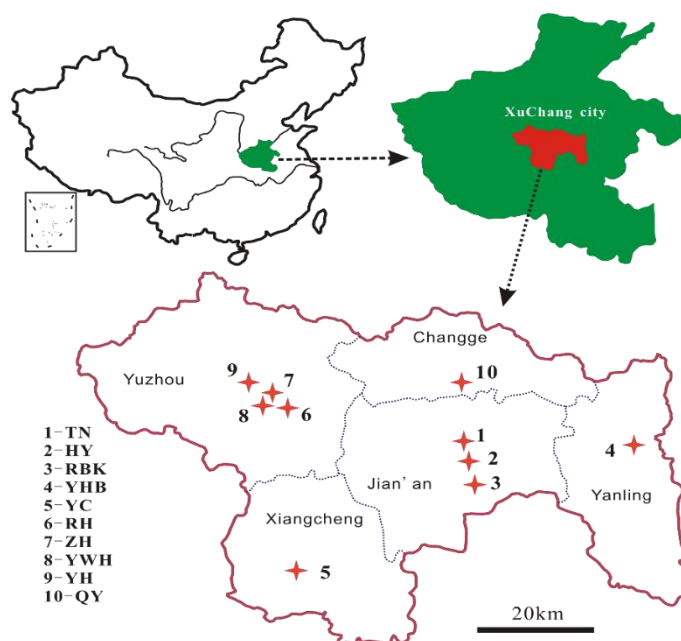 XuChang city
Changge
Yuzhou
9
7
10
8
6
1-TN
2-HY
3-RBK
4-YHB
5-YC
6-RH
7-ZH
8-YWH
9-YH
10-QY
1
2
3
4
Jian' an
Yanling
Xiangcheng
5
20km